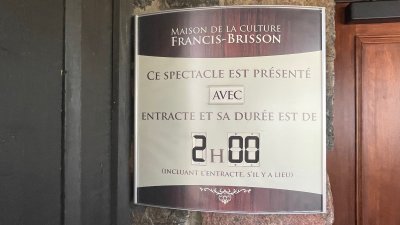 MAISON DE LA CULTURE
FRANCIS-BRISSON
CE SPECTACLE EST PRÉSENTÉ
AVEC
ENTRACTE ET SA DURÉE EST DE
2H00
(INCLUANT L'ENTRACTE, S'IL Y A LIEU)